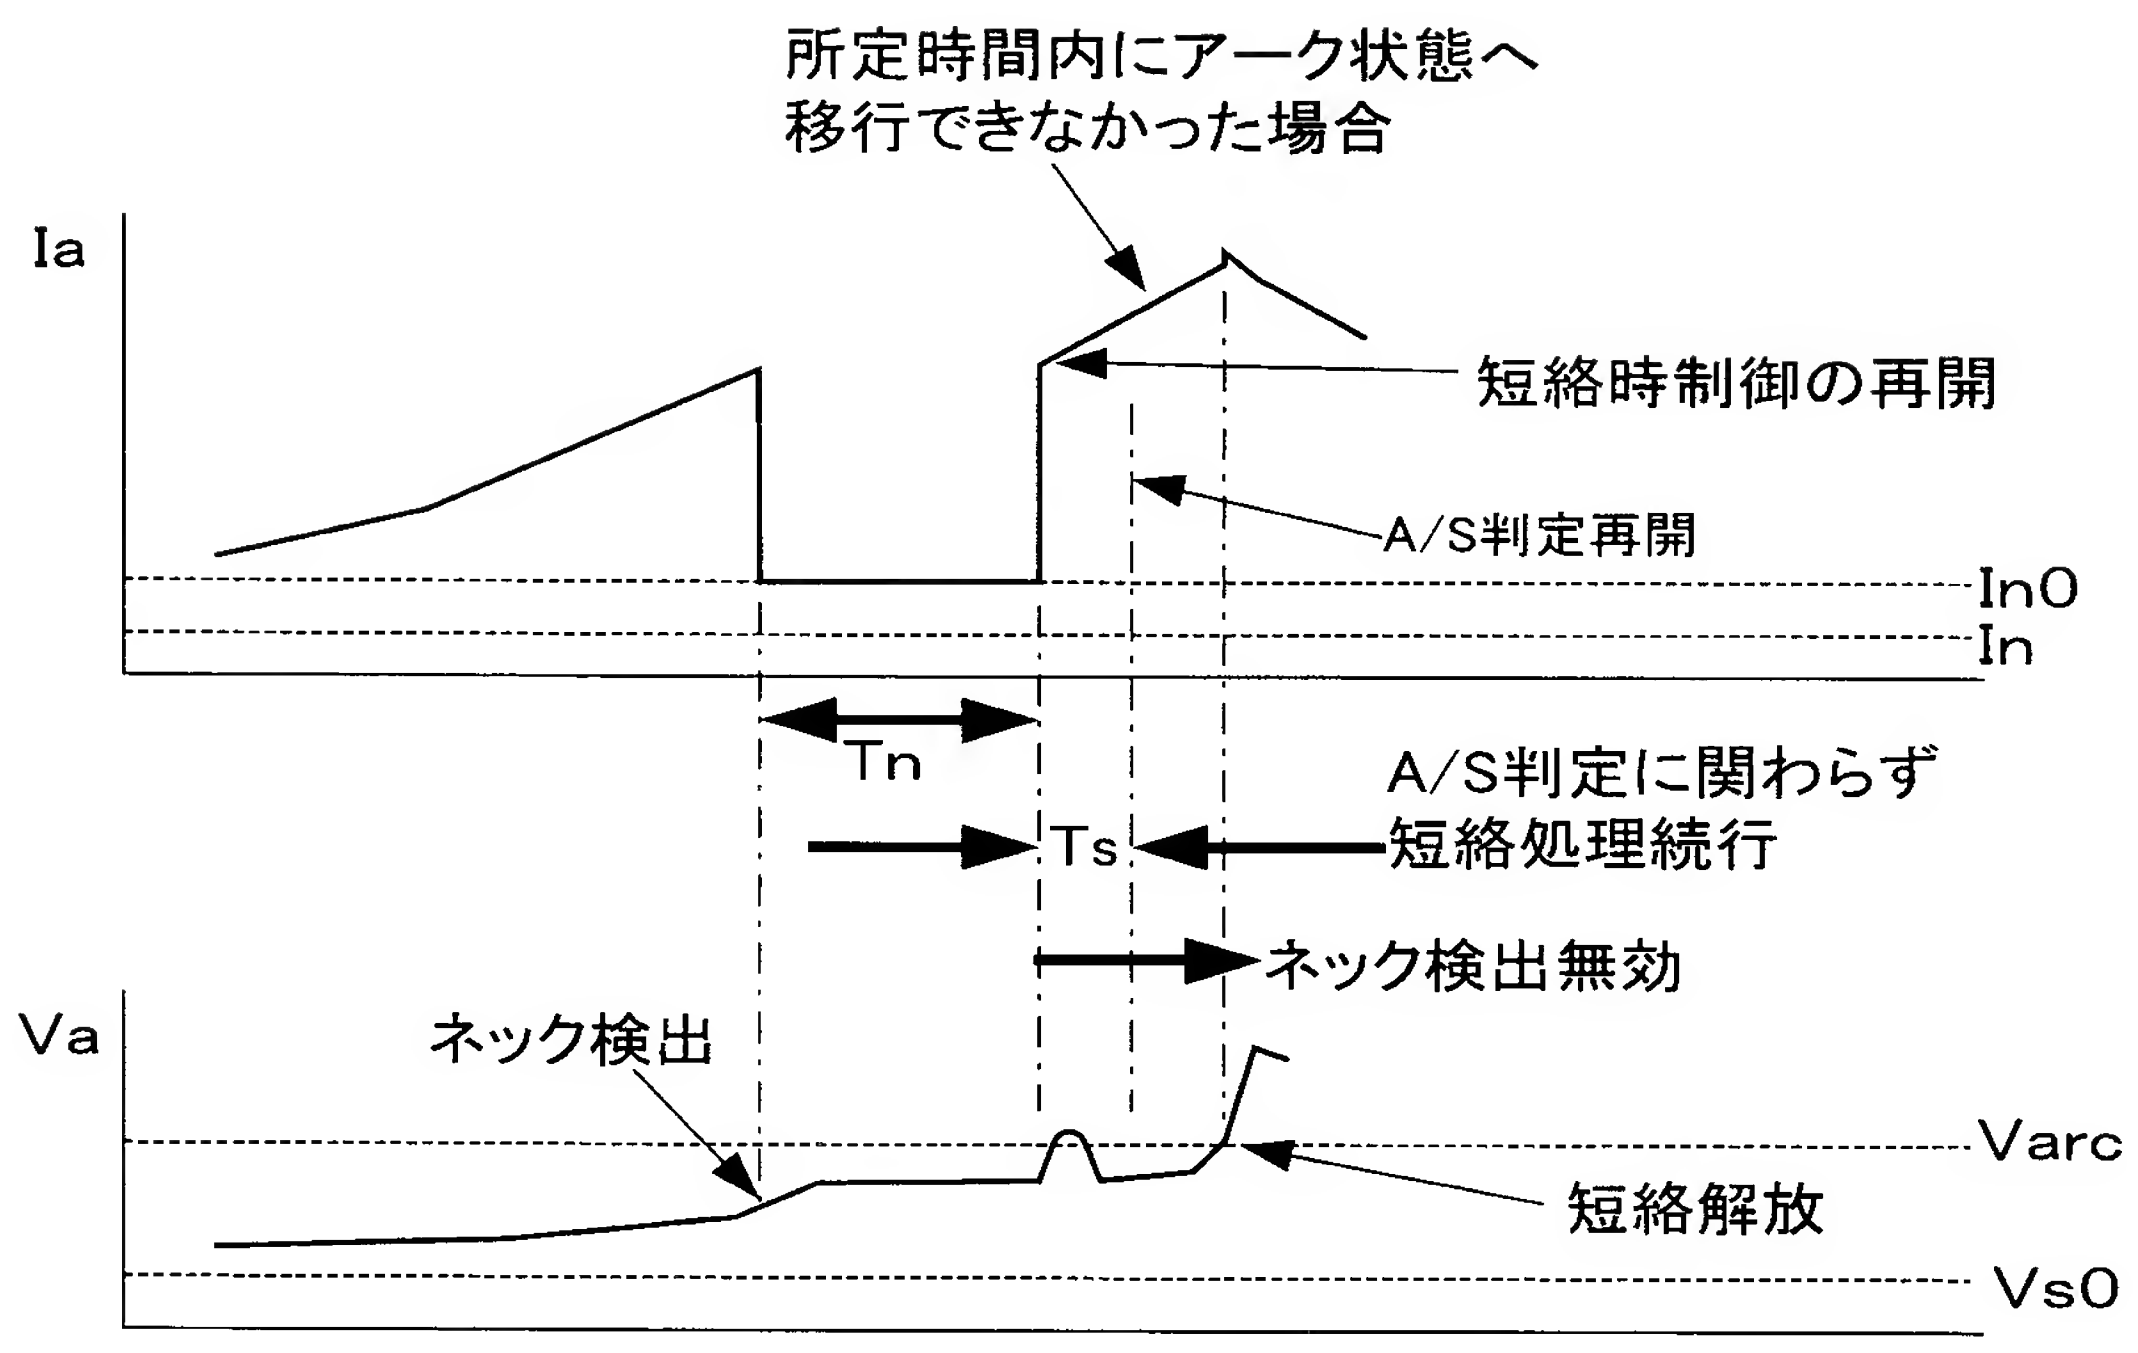 所定時間内にアーク状態へ
移行できなかった場合
Ia
短絡時制御の再開
A/S判定再開
In0
In
Tn
A/S判定に関わらず
短絡処理続行
Ts
ネック検出無効
Va
ネック検出
Varc
短絡解放
Vs0